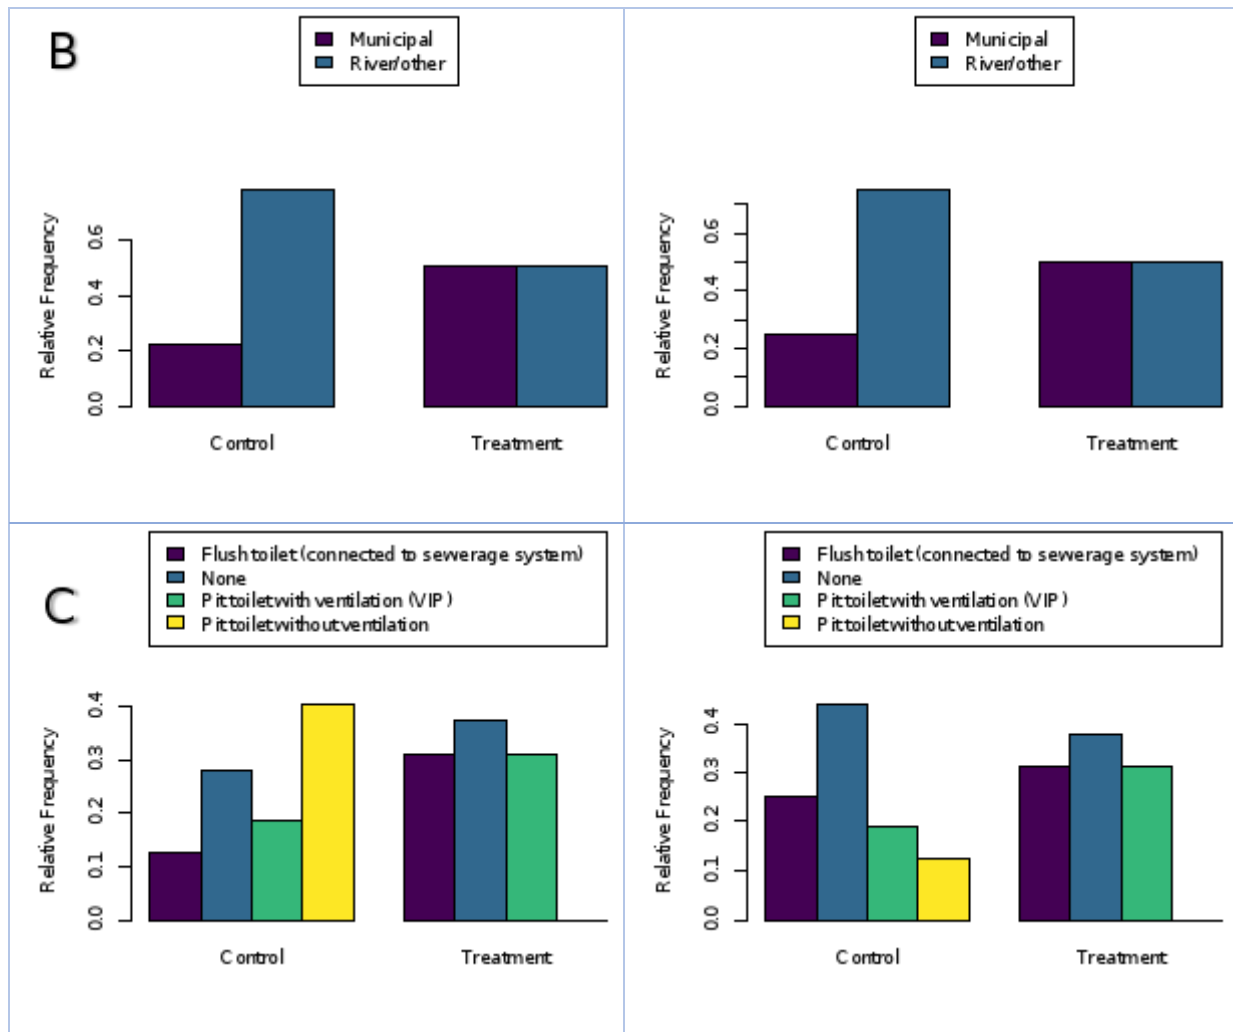 B
Municipal
River/other
Relative Frequency
0.6
0.4
0.2
0.0
Control
Treatment
Municipal
River/other
Relative Frequency
0.6
0.4
0.2
0.0
Control
Treatment
C
Flush toilet (connected to sewerage system)
None
Pit toilet with ventilation (VIP)
Pit toilet without ventilation
Relative Frequency
0.4
0.3
0.2
0.1
0.0
Control
Treatment
Flush toilet (connected to sewerage system)
None
Pit toilet with ventilation (VIP)
Pit toilet without ventilation
Relative Frequency
0.4
0.3
0.2
0.1
0.0
Control
Treatment